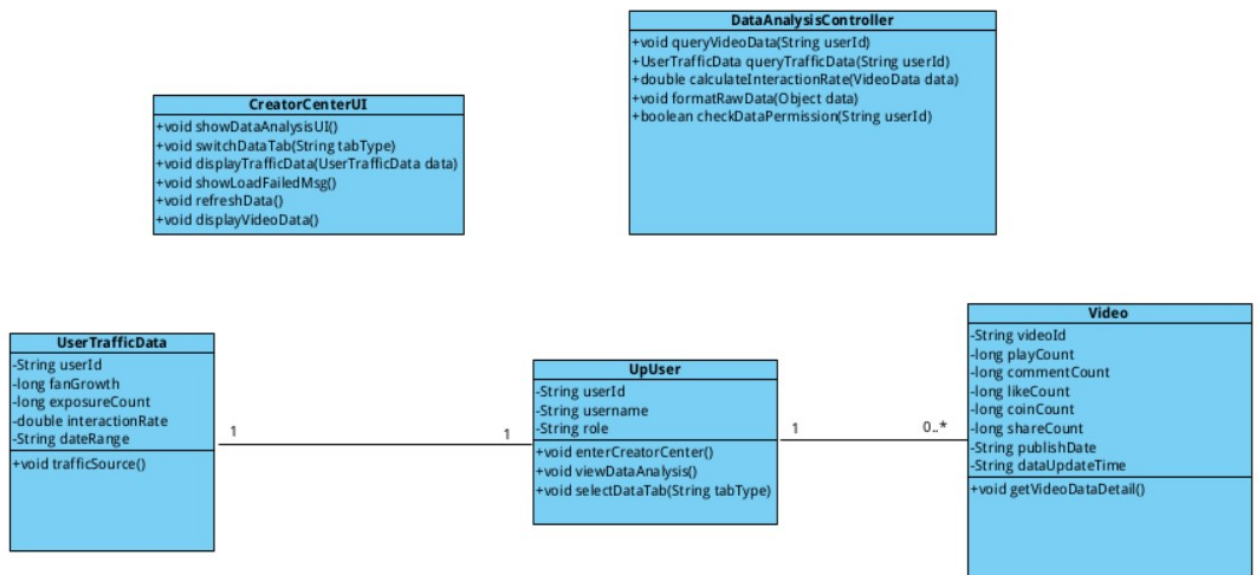 DataAnalysisController
+void queryVideoData(String userId)
+UserTrafficData queryTrafficData(String userId)
+double calculateInteractionRate(VideoData data)
+void formatRawData(Object data)
+boolean checkDataPermission(String userId)
CreatorCenterUI
+void showDataAnalysisUI()
+void switchDataTab(String tabType)
+void displayTrafficData(UserTrafficData data)
+void showLoadFailedMsg()
+void refreshData()
+void displayVideoData()
UserTrafficData
-String userId
-long fanGrowth
-long exposureCount
-double interactionRate
-String dateRange
+void trafficSource()
1
1
UpUser
-String userId
-String username
-String role
+void enterCreatorCenter()
+void viewDataAnalysis()
+void selectDataTab(String tabType)
1
0..*
Video
-String videoId
-long playCount
-long commentCount
-long likeCount
-long coinCount
-long shareCount
-String publishDate
-String dataUpdateTime
+void getVideoDataDetail()